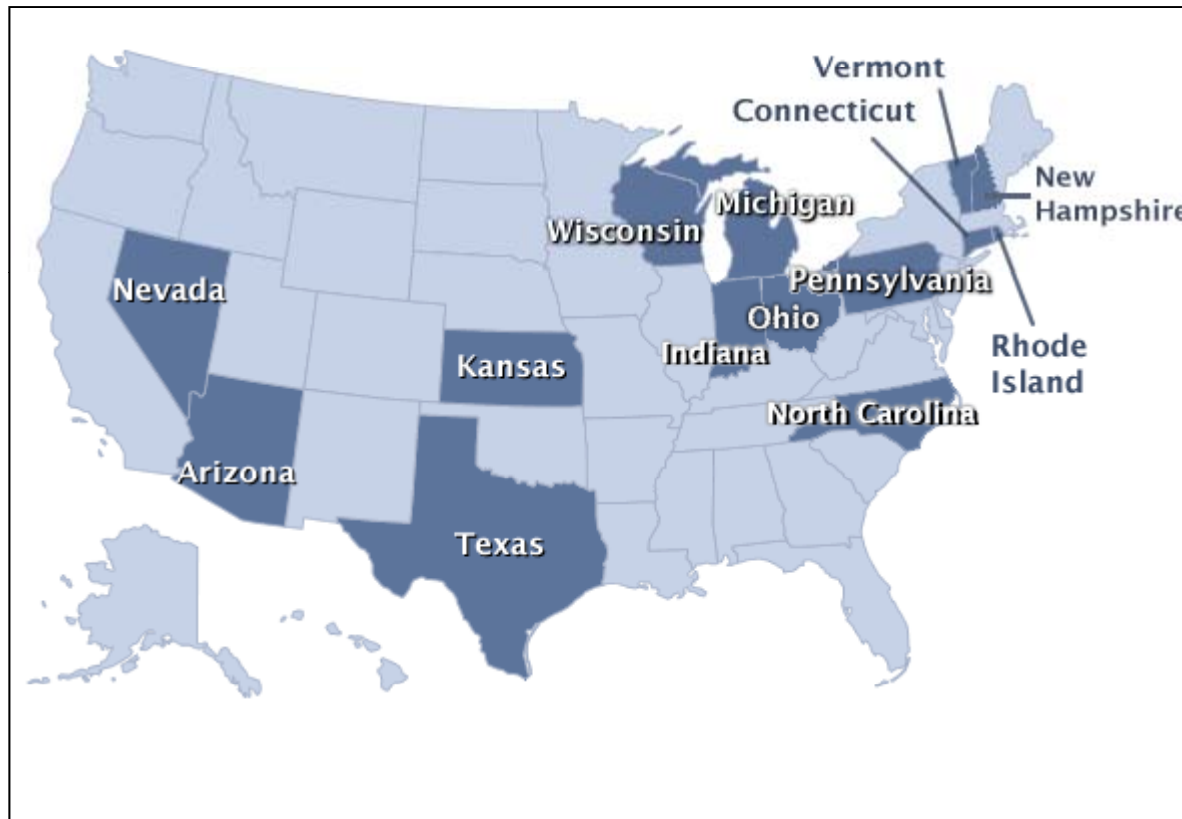 Vermont
Connecticut
New
Hampshire
Michigan
Wisconsin
Pennsylvania
Nevada
Ohio
Indiana
Kansas
Rhode
Island
North Carolina
Arizona
Texas